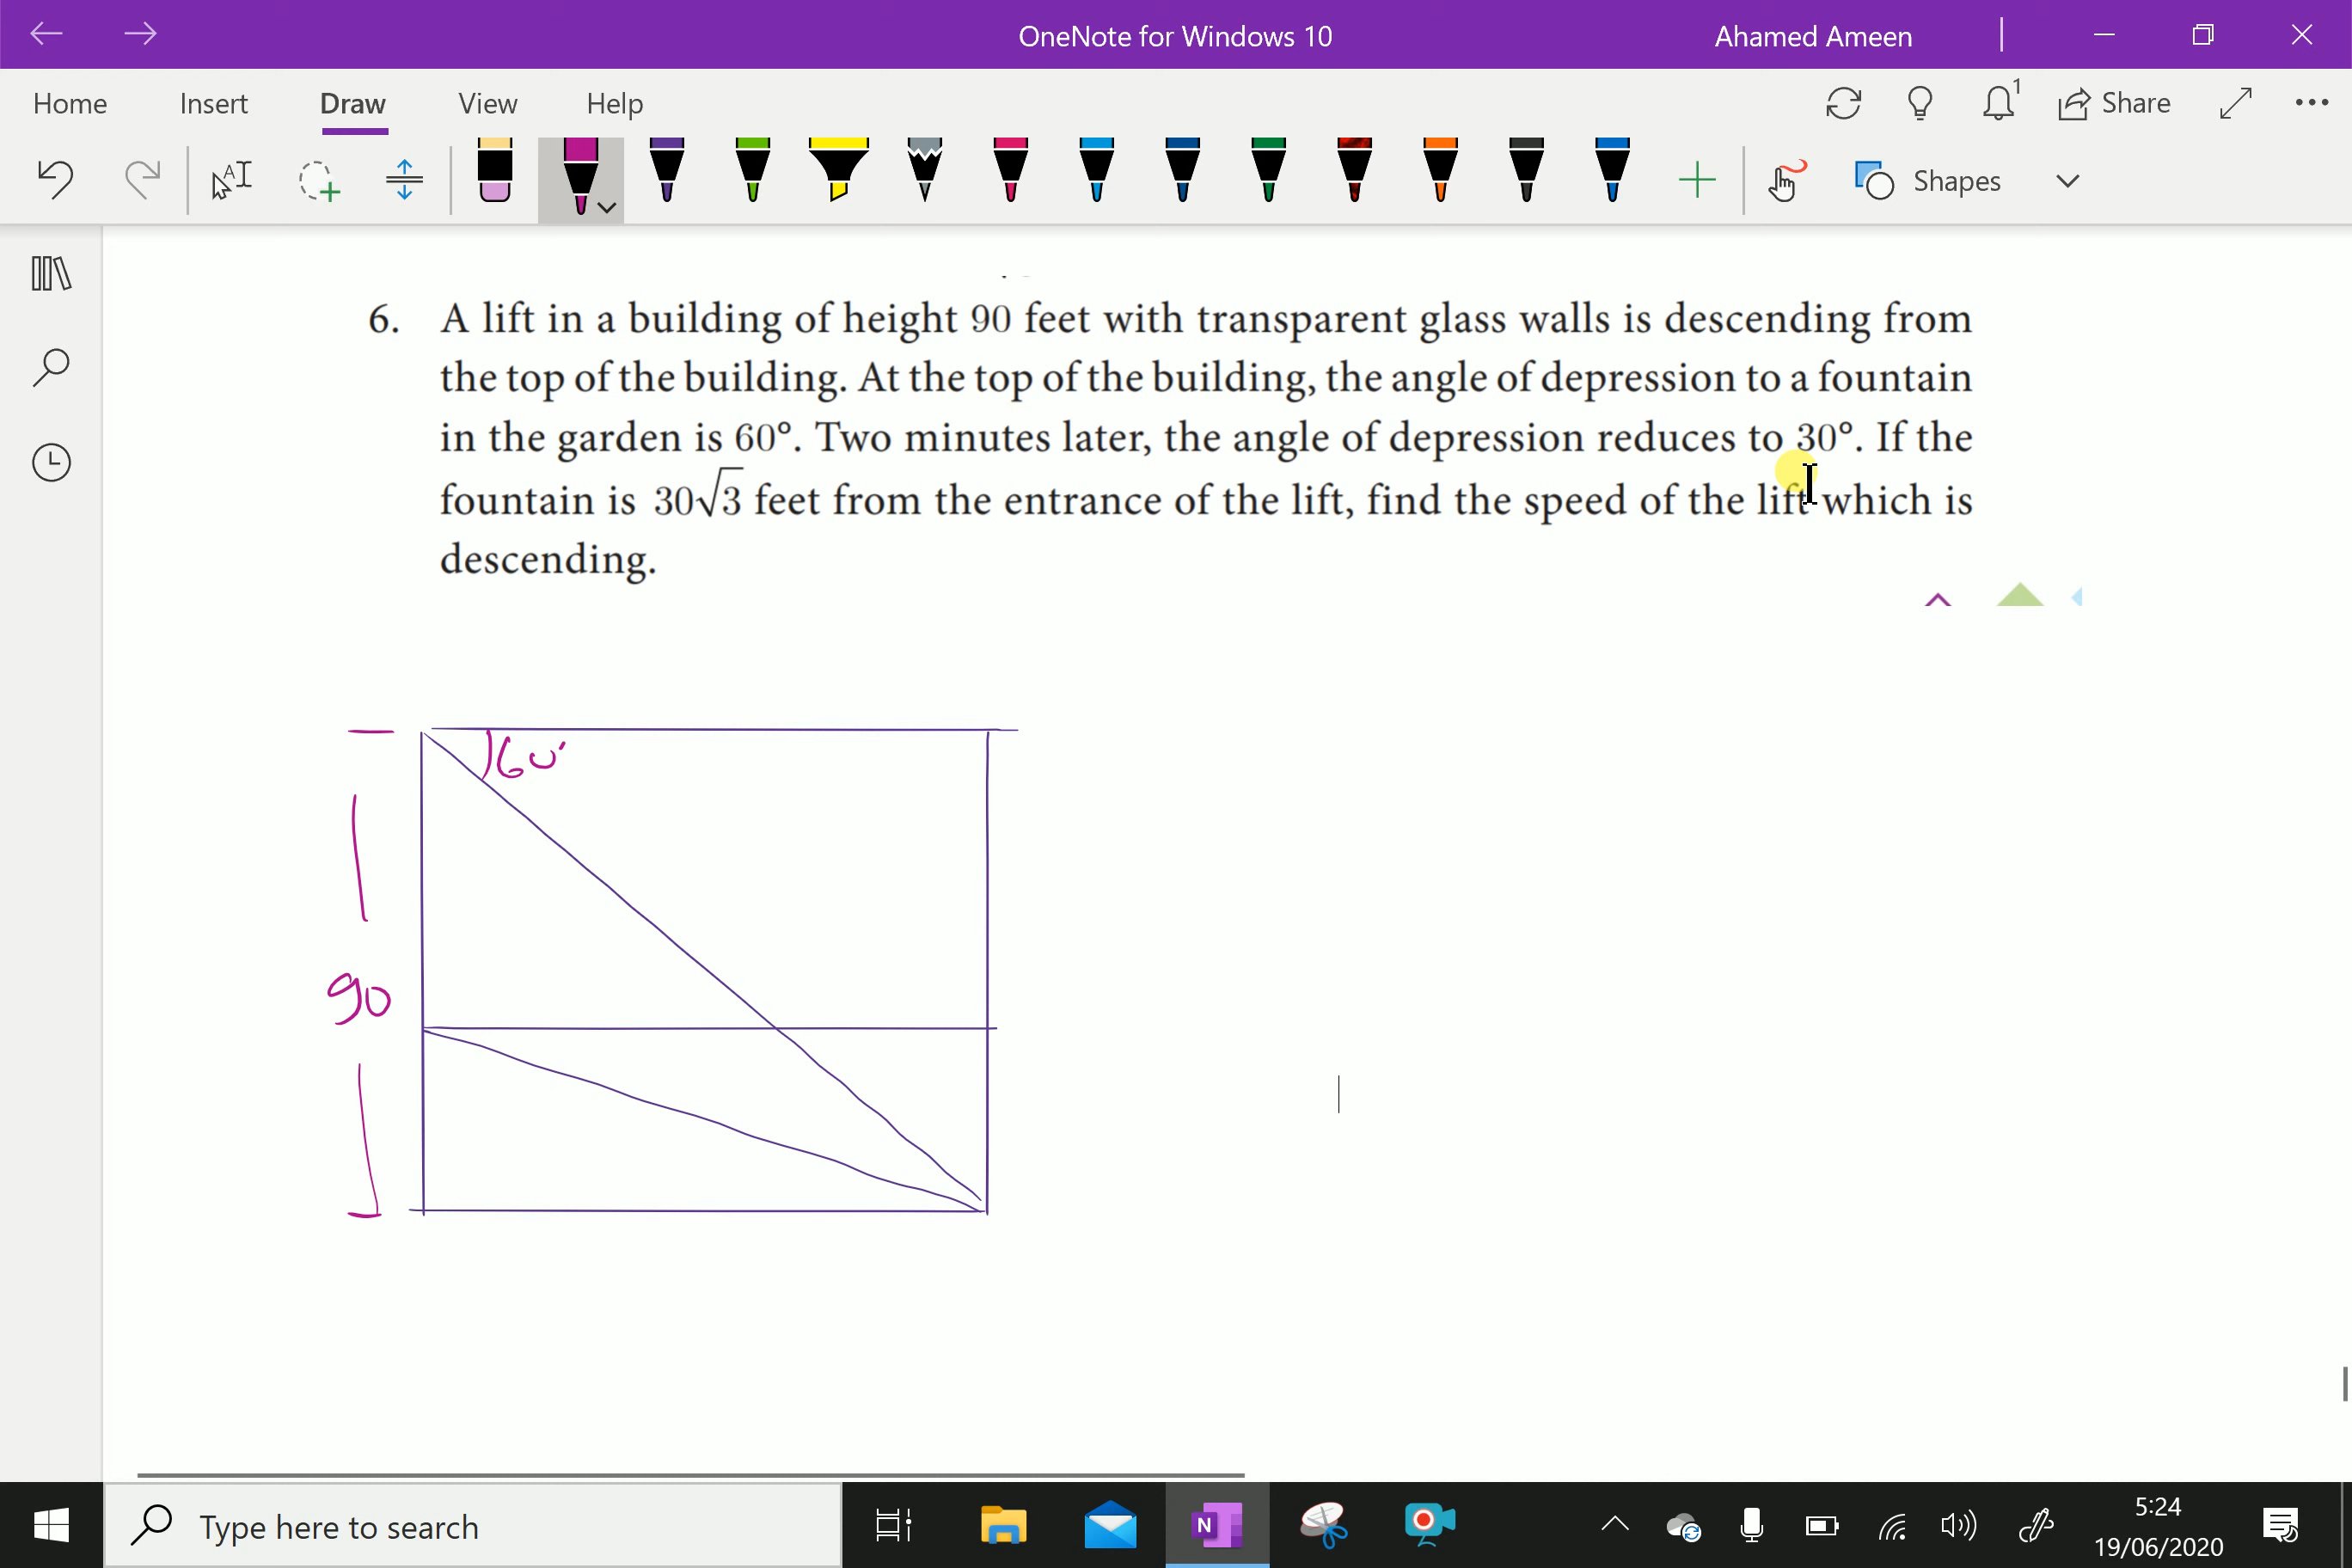 OneNote for Windows 10
Ahamed Ameen
Home Insert Draw View Help
1 Share
AI Shapes
6. A lift in a building of height 90 feet with transparent glass walls is descending from
the top of the building. At the top of the building, the angle of depression to a fountain
in the garden is 60°. Two minutes later, the angle of depression reduces to 30°. If the
fountain is 30√3 feet from the entrance of the lift, find the speed of the lift which is
descending.
60°
90
Type here to search
N
5:24
19/06/2020